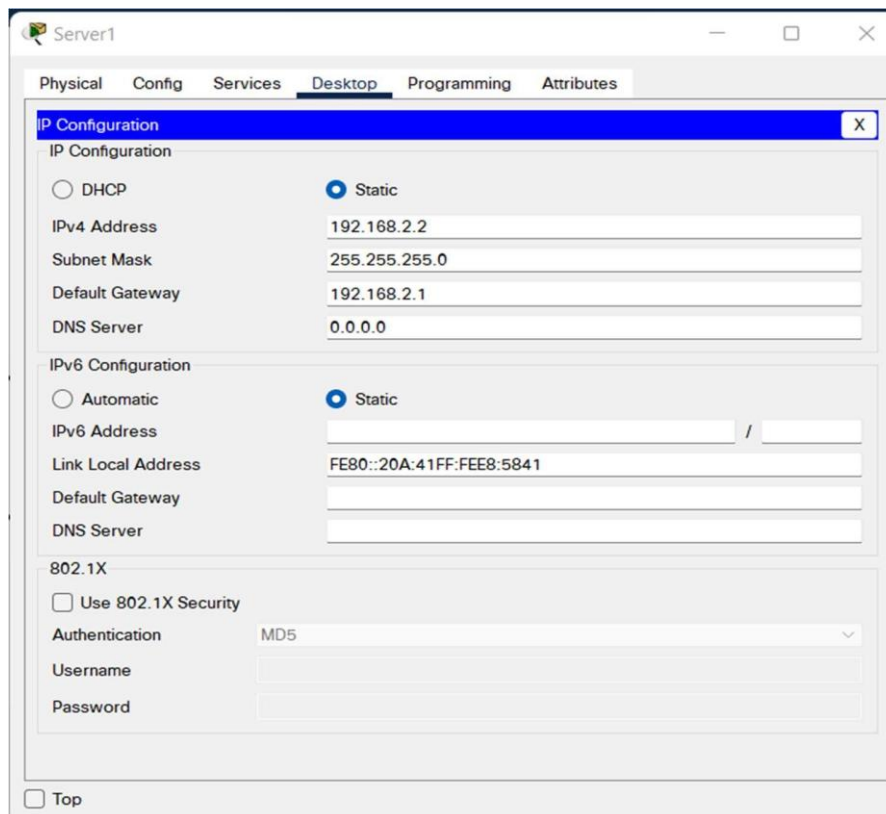 Server1
Physical Config Services Desktop Programming Attributes
IP Configuration X
IP Configuration
DHCP Static
IPv4 Address 192.168.2.2
Subnet Mask 255.255.255.0
Default Gateway 192.168.2.1
DNS Server 0.0.0.0
IPv6 Configuration
Automatic Static
IPv6 Address /
Link Local Address FE80::20A:41FF:FEE8:5841
Default Gateway
DNS Server
802.1X
Use 802.1X Security
Authentication MD5
Username
Password
Top